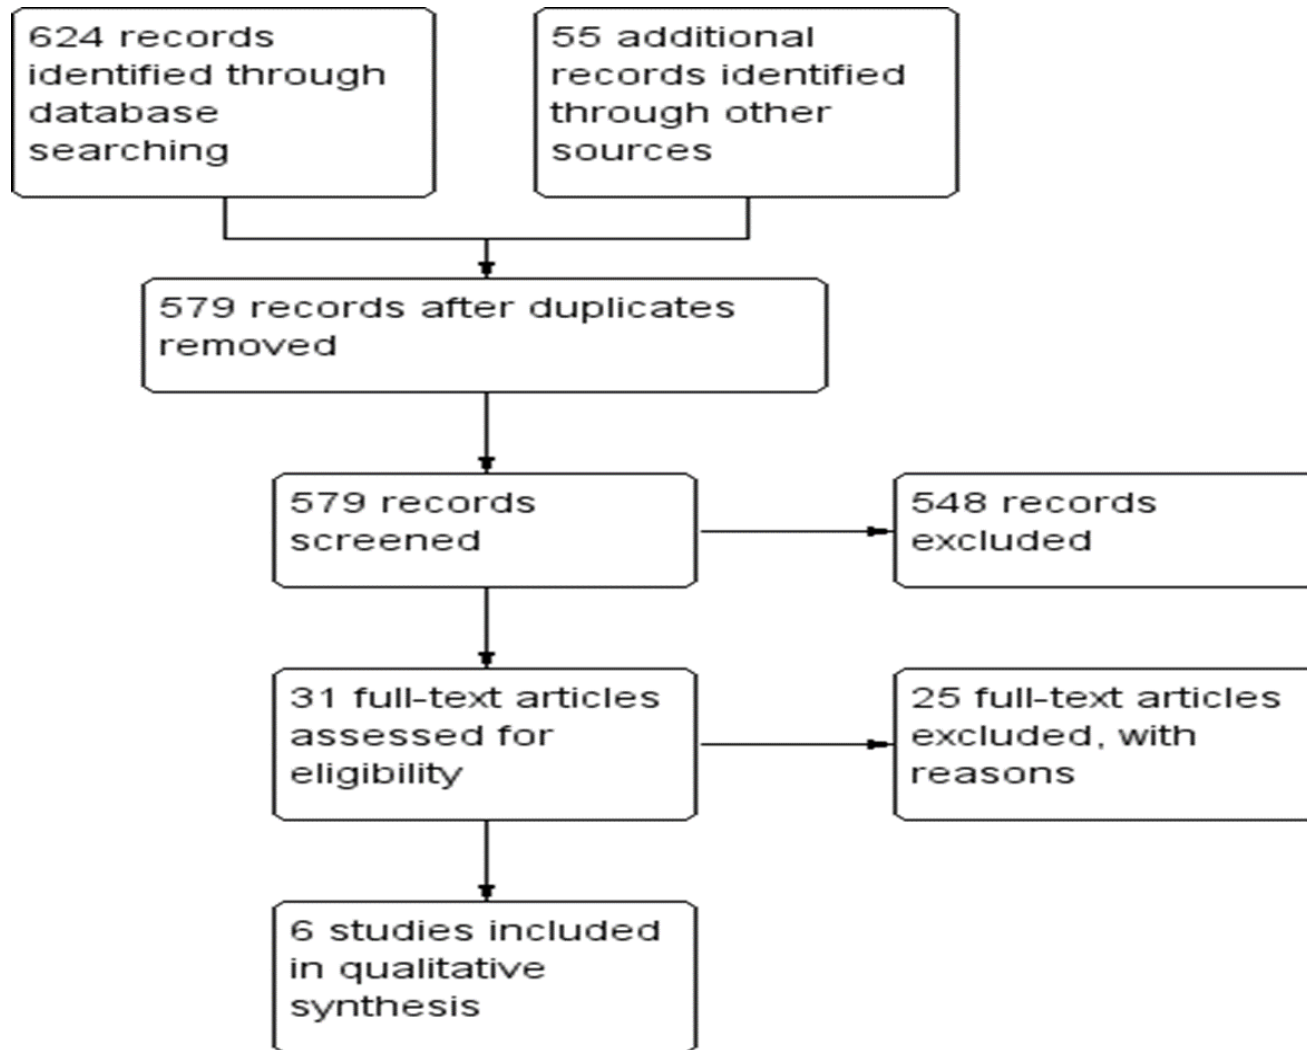 624 records
identified through
database
searching
55 additional
records identified
through other
sources
579 records after duplicates
removed
579 records
screened
548 records
excluded
31 full-text articles
assessed for
eligibility
25 full-text articles
excluded, with
reasons
6 studies included
in qualitative
synthesis